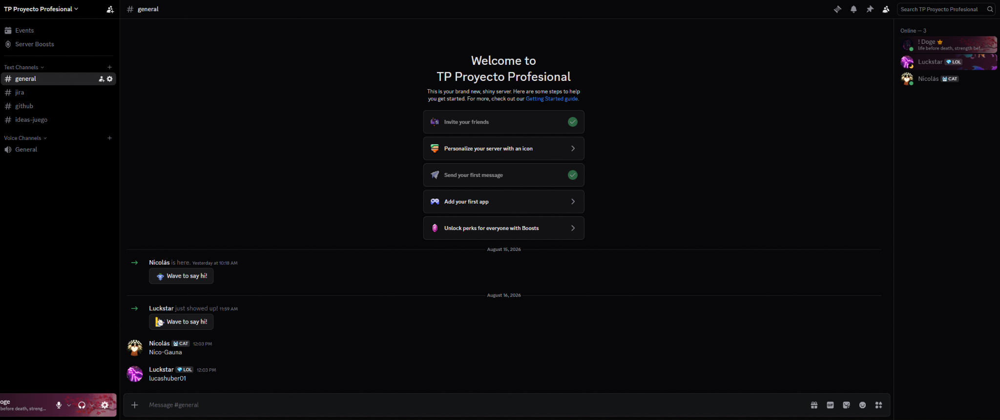 TP Proyecto Profesional
Events
Server Boosts
Text Channels
general
jira
github
ideas-juego
Voice Channels
General
oge
before death, streng...
general
Search TP Proyecto Profesional
Welcome to
TP Proyecto Profesional
This is your brand new, shiny server. Here are some steps to help
you get started. For more, check out our Getting Started guide.
Invite your friends
Personalize your server with an icon
Send your first message
Add your first app
Unlock perks for everyone with Boosts
August 15, 2026
Nicolás is here. Yesterday at 10:18 AM
Wave to say hi!
August 16, 2026
Luckstar just showed up! 11:59 AM
Wave to say hi!
Nicolás CAT 12:03 PM
Nico-Gauna
Luckstar LOL 12:03 PM
lucashuber01
Message #general
GIF
Online — 3
! Doge
life before death, strength bef...
Luckstar LOL
Nicolás CAT